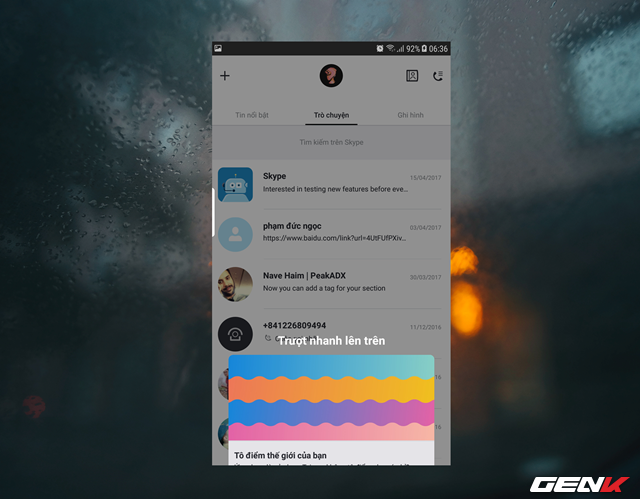 92% 06:36
Tin nổi bật Trò chuyện Ghi hình
Tìm kiếm trên Skype
Skype 15/04/2017
Interested in testing new features before eve...
phạm đức ngọc 03/04/2017
https://www.baidu.com/link?url=4UtFUfPXiv...
Nave Haim | PeakADX 30/03/2017
Now you can add a tag for your section
+841226809494 11/12/2016
Trượt nhanh lên trên
Tô điểm thế giới của bạn
GENK